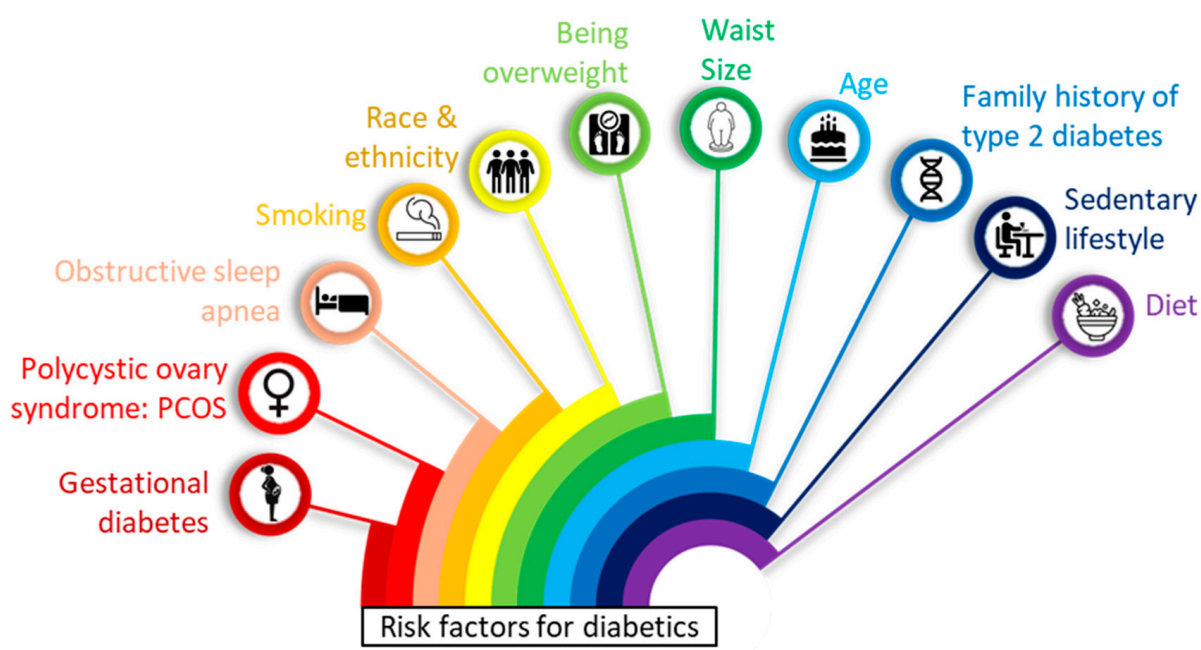 Being
overweight
Waist
Size
Age
Family history of
type 2 diabetes
Race &
ethnicity
Sedentary
lifestyle
Smoking
Obstructive sleep
apnea
Diet
Polycystic ovary
syndrome: PCOS
Gestational
diabetes
Risk factors for diabetics